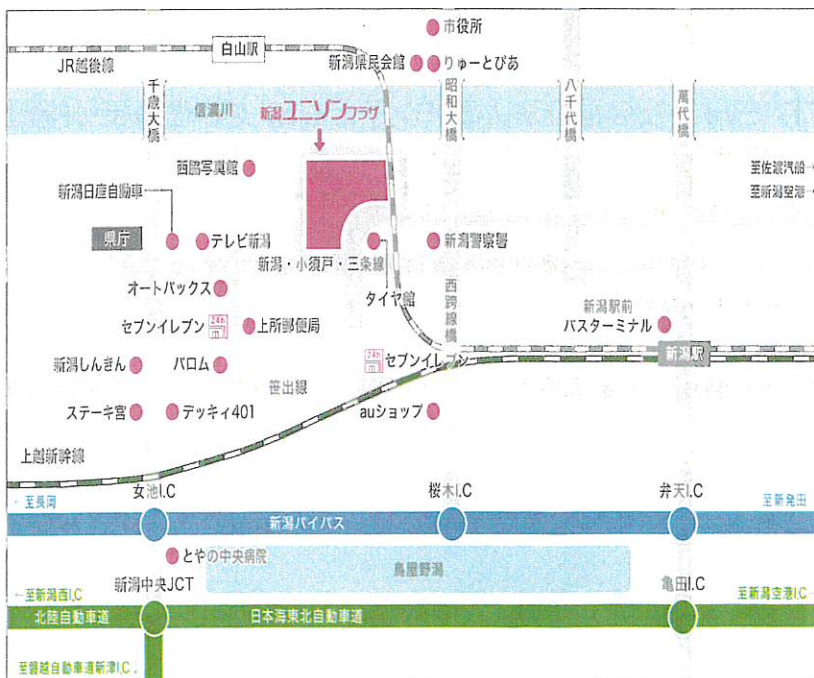 市役所
白山駅
新潟県民会館
りゅーとぴあ
JR越後線
千歳大橋
信濃川
昭和大橋
八千代橋
萬代橋
新潟ユニゾンプラザ
西脇写真館
至佐渡汽船
新潟日産自動車
至新潟空港
県庁
テレビ新潟
新潟警察署
新潟・小須戸・三条線
オートバックス
タイヤ館
西跨線橋
新潟駅前
バスターミナル
セブンイレブン
24h
上所郵便局
新潟駅
新潟しんきん
バロム
24h
セブンイレブン
笹出線
ステーキ宮
デッキィ401
auショップ
上越新幹線
女池I.C
桜木I.C
弁天I.C
←至長岡
至新発田
新潟バイパス
とやの中央病院
鳥屋野潟
新潟中央JCT
亀田I.C
←至新潟西I.C
至新潟空港I.C
北陸自動車道
日本海東北自動車道
至磐越自動車道新津I.C